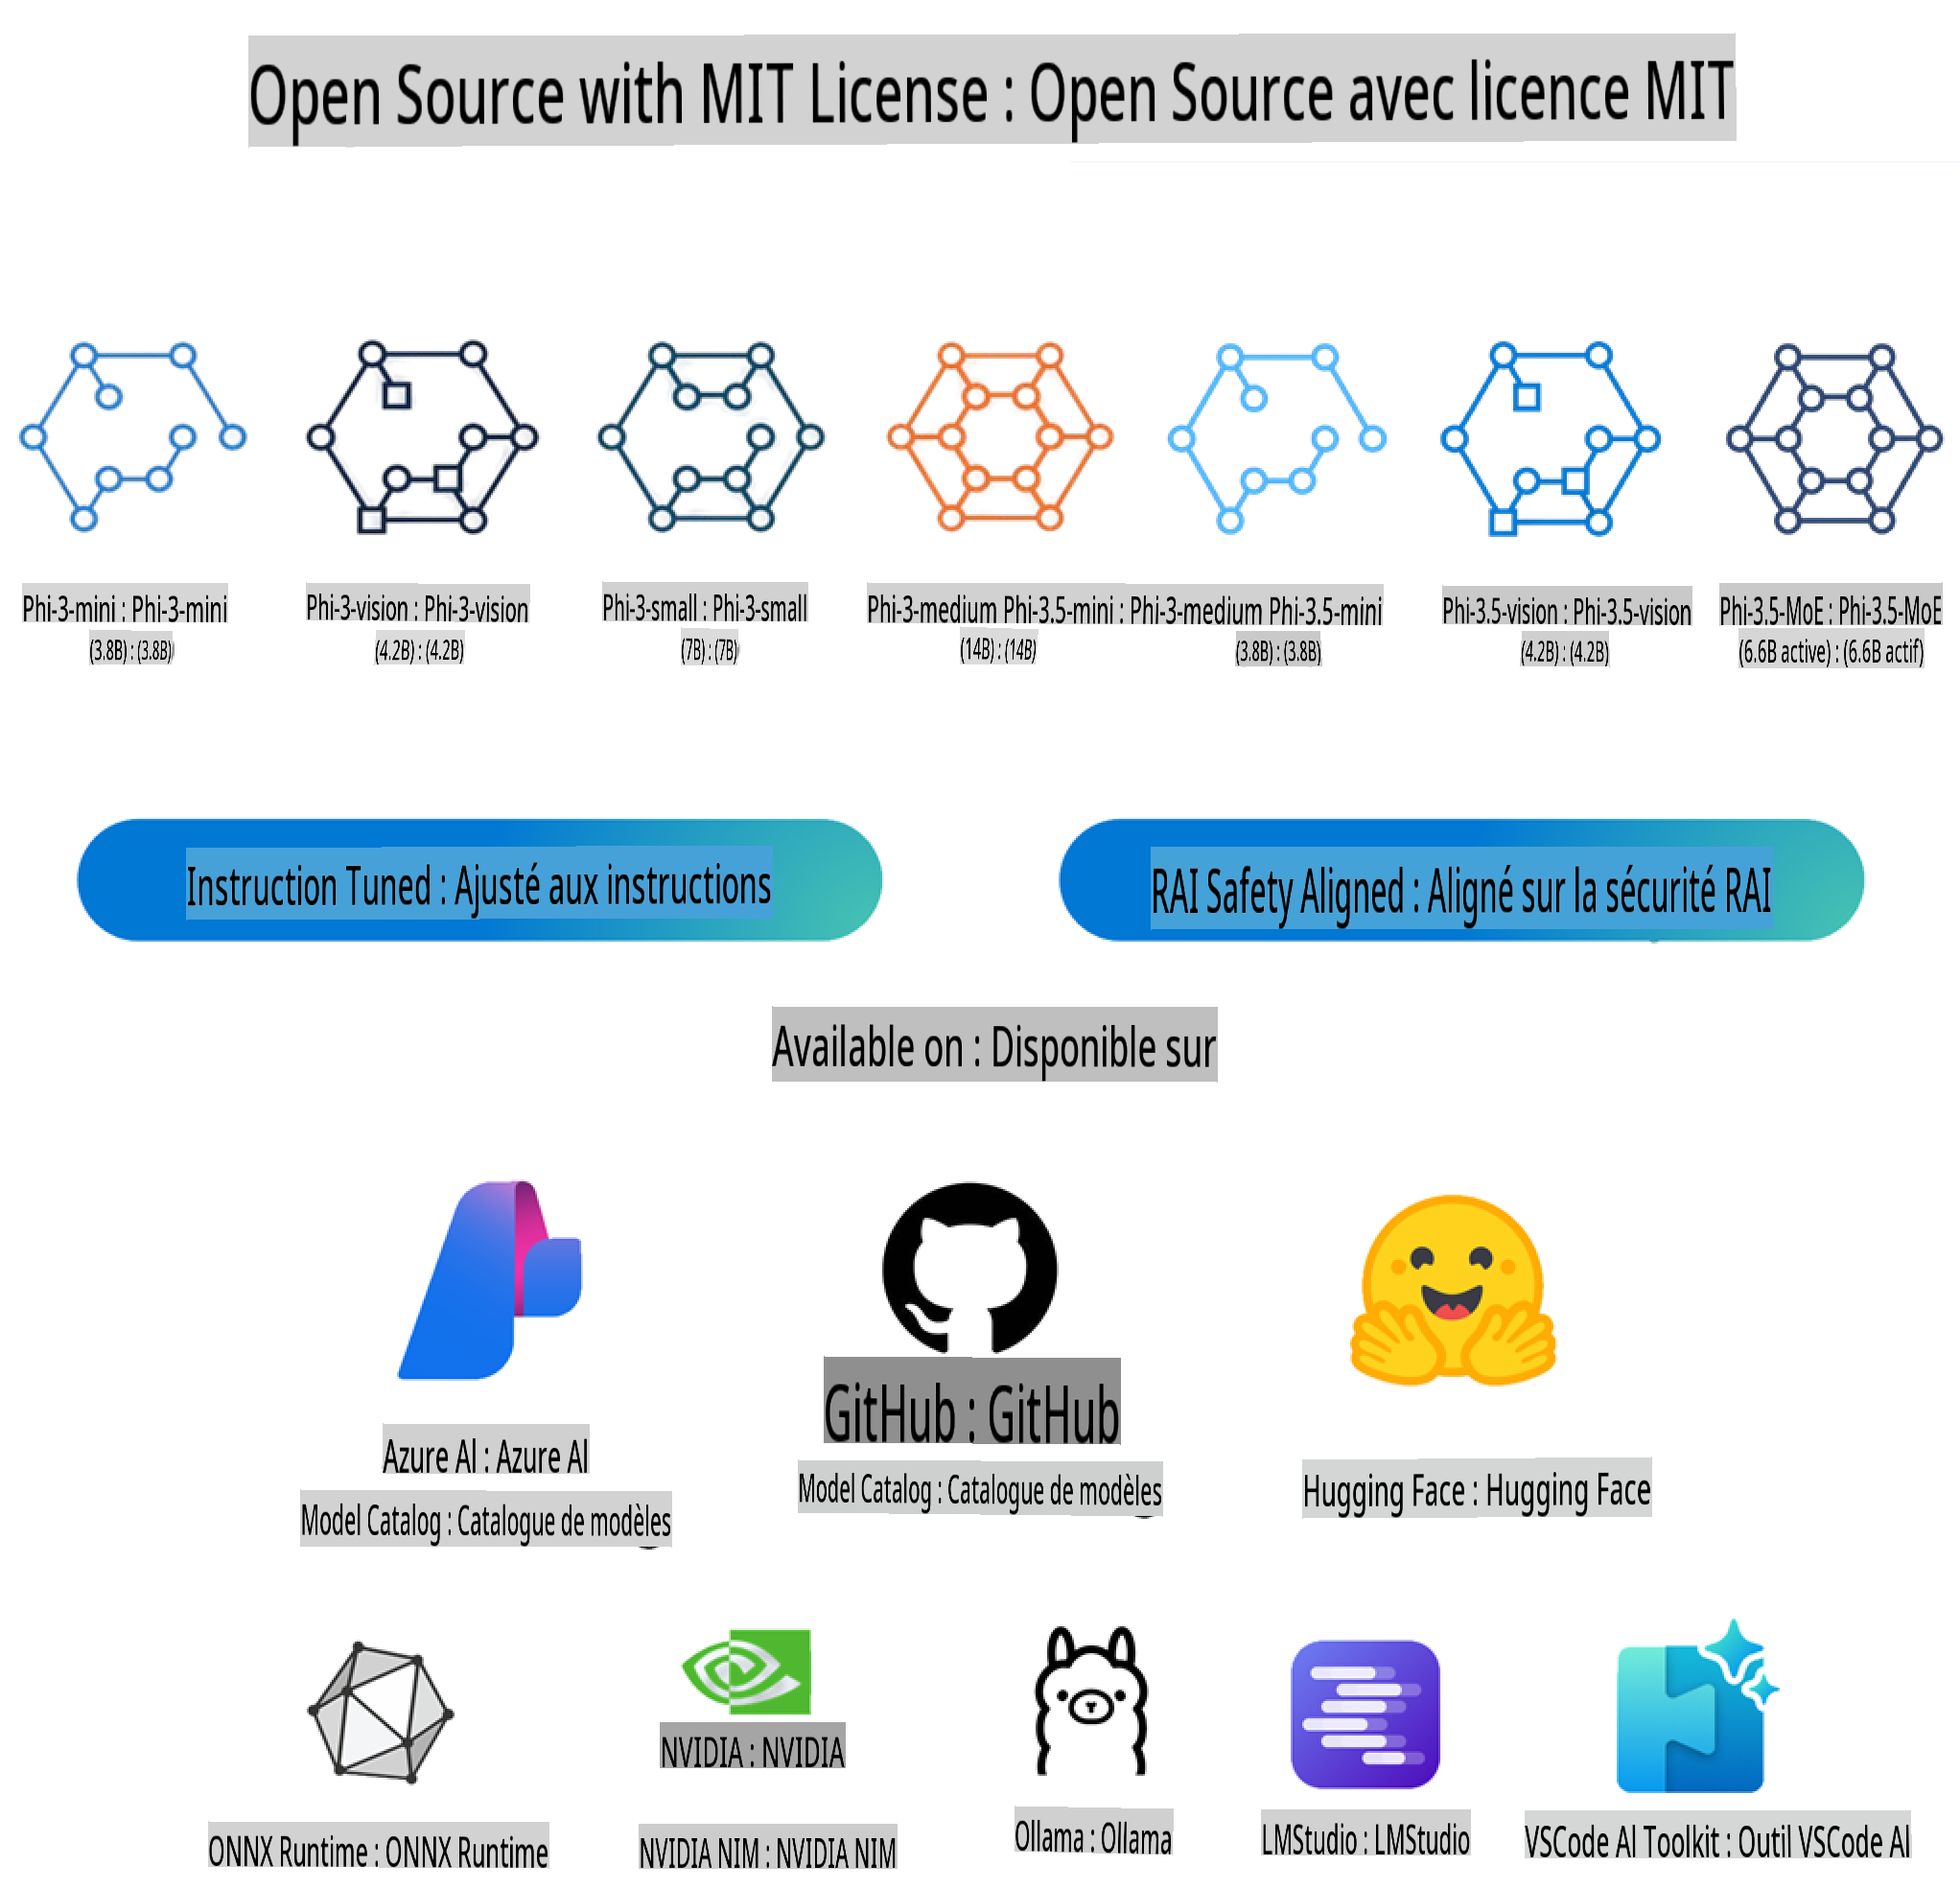 Open Source with MIT License : Open Source avec licence MIT
Phi-3-mini : Phi-3-mini
(3.8B) : (3.8B)
Phi-3-vision : Phi-3-vision
(4.2B) : (4.2B)
Phi-3-small : Phi-3-small
(7B) : (7B)
Phi-3-medium Phi-3.5-mini : Phi-3-medium Phi-3.5-mini
(14B) : (14B)
(3.8B) : (3.8B)
Phi-3.5-vision : Phi-3.5-vision
(4.2B) : (4.2B)
Phi-3.5-MoE : Phi-3.5-MoE
(6.6B active) : (6.6B actif)
Instruction Tuned : Ajusté aux instructions
RAI Safety Aligned : Aligné sur la sécurité RAI
Available on : Disponible sur
Azure AI : Azure AI
Model Catalog : Catalogue de modèles
GitHub : GitHub
Model Catalog : Catalogue de modèles
Hugging Face : Hugging Face
ONNX Runtime : ONNX Runtime
NVIDIA : NVIDIA
NVIDIA NIM : NVIDIA NIM
Ollama : Ollama
LMStudio : LMStudio
VSCode AI Toolkit : Outil VSCode AI